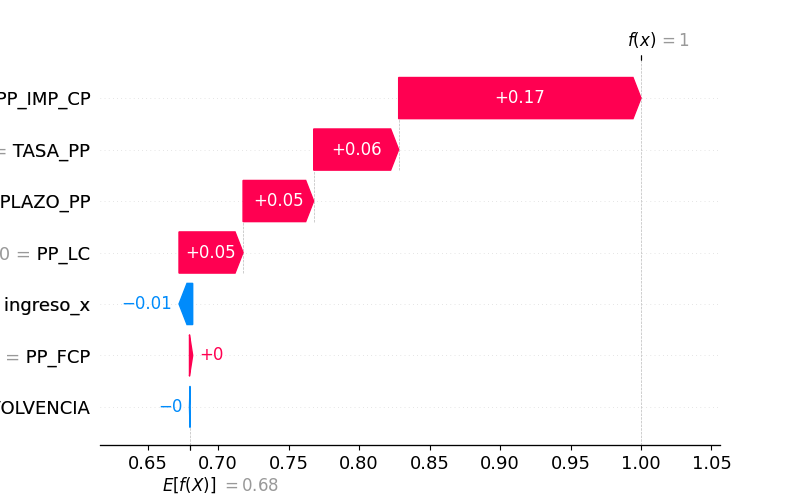 f(x) = 1
PP_IMP_CP
+0.17
= TASA_PP
+0.06
PLAZO_PP
+0.05
0 = PP_LC
+0.05
ingreso_x
−0.01
= PP_FCP
+0
OLVENCIA
−0
0.65 0.70 0.75 0.80 0.85 0.90 0.95 1.00 1.05
E[f(X)] = 0.68